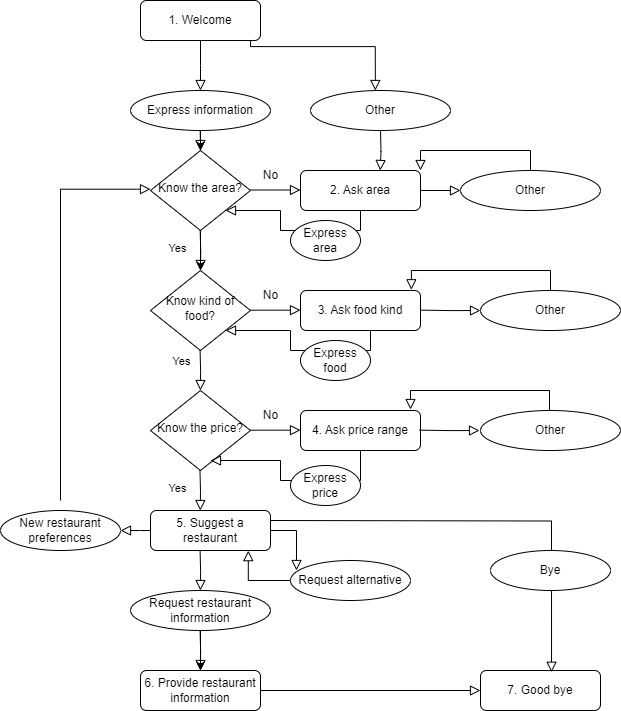 1. Welcome
Express information
Other
Know the area?
No
2. Ask area
Other
Express
area
Yes
Know kind of
food?
No
3. Ask food kind
Other
Express
food
Yes
Know the price?
No
4. Ask price range
Other
Express
price
Yes
New restaurant
preferences
5. Suggest a
restaurant
Request alternative
Bye
Request restaurant
information
6. Provide restaurant
information
7. Good bye